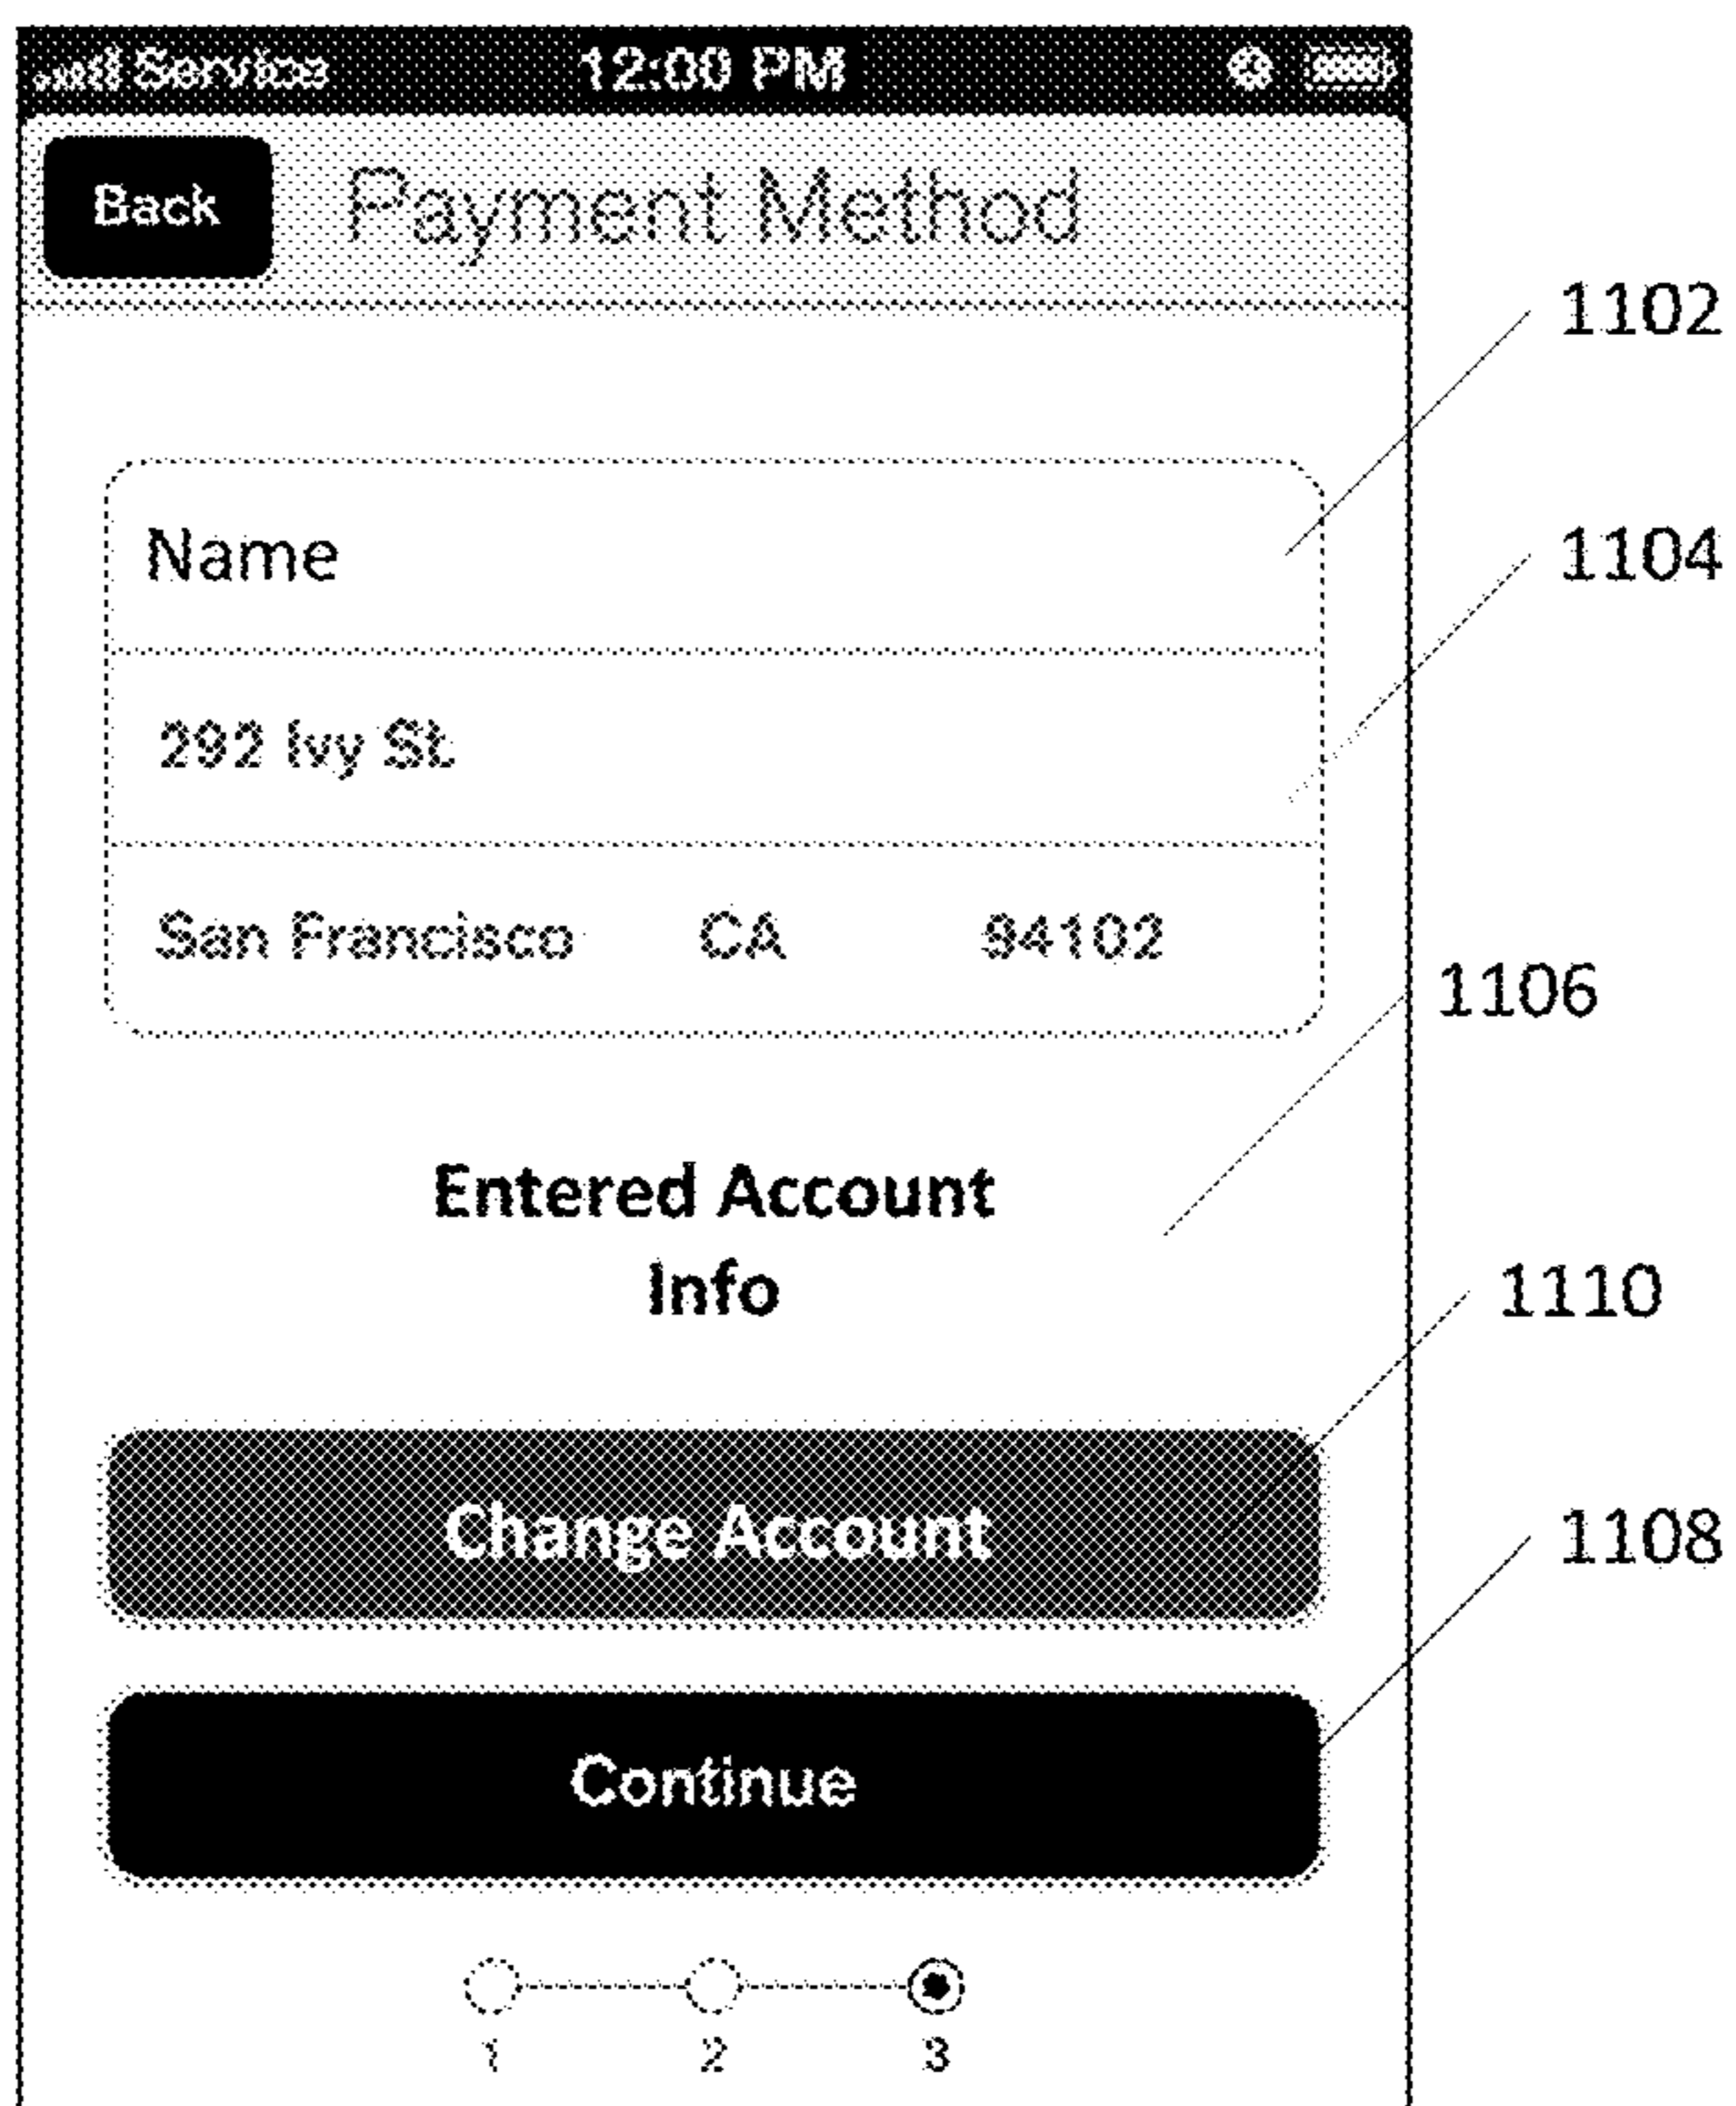 Service 12:00 PM
Back Payment Method
1102
Name
1104
292 Ivy St.
San Francisco CA 94102
1106
Entered Account
Info
1110
Change Account
1108
Continue
1 2 3